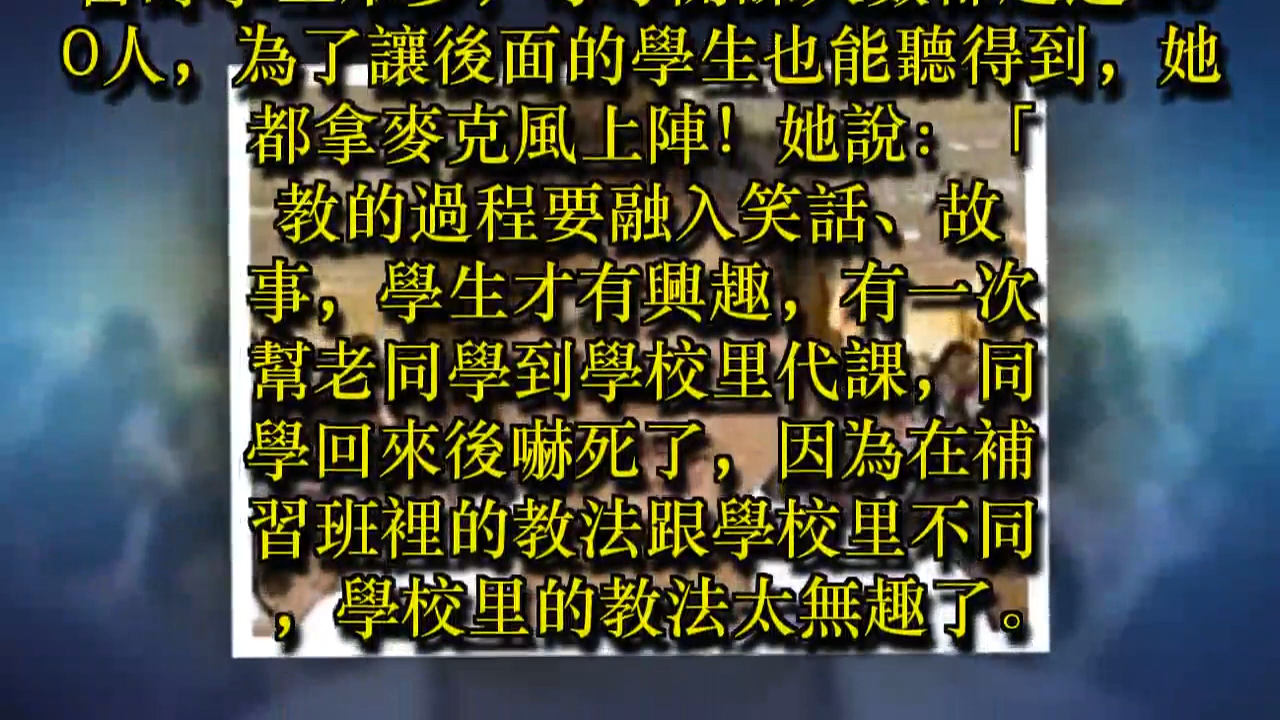 0人，為了讓後面的學生也能聽得到，她
都拿麥克風上陣！她說：「
教的過程要融入笑話、故
事，學生才有興趣，有一次
幫老同學到學校里代課，同
學回來後嚇死了，因為在補
習班裡的教法跟學校里不同
，學校里的教法太無趣了。